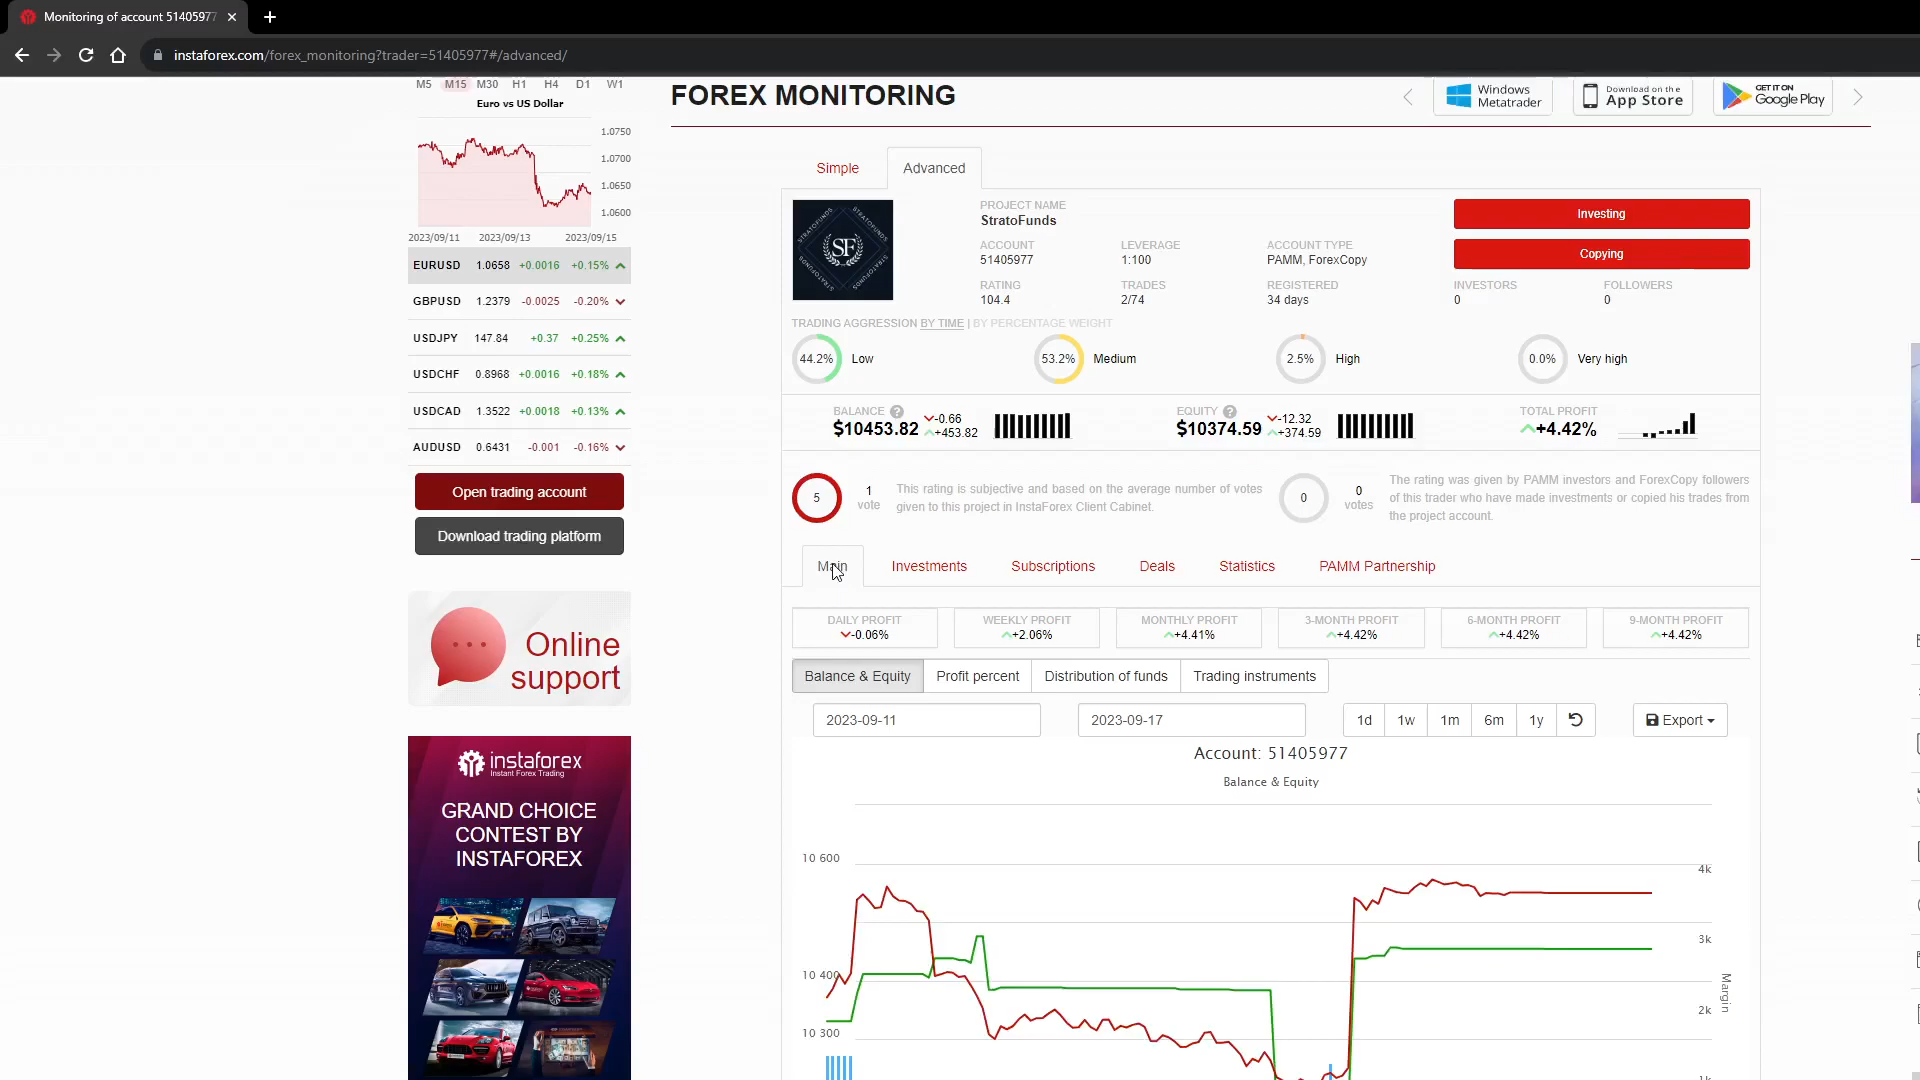 Monitoring of account 51405977
instaforex.com/forex_monitoring?trader=51405977#/advanced/
M5 M15 M30 H1 H4 D1 W1
Euro vs US Dollar
1.0750
1.0700
1.0650
1.0600
2023/09/11 2023/09/13 2023/09/15
EURUSD 1.0658 +0.0016 +0.15%
GBPUSD 1.2379 -0.0025 -0.20%
USDJPY 147.84 +0.37 +0.25%
USDCHF 0.8968 +0.0016 +0.18%
USDCAD 1.3522 +0.0018 +0.13%
AUDUSD 0.6431 -0.001 -0.16%
Open trading account
Download trading platform
Online
support
instaforex
Instant Forex Trading
GRAND CHOICE
CONTEST BY
INSTAFOREX
FOREX MONITORING
Windows
Metatrader
Download on the
App Store
GET IT ON
Google Play
Simple Advanced
STRATOFUNDS
STRATOFUNDS
SF
STRATOFUNDS
STRATOFUNDS
PROJECT NAME
StratoFunds
ACCOUNT LEVERAGE ACCOUNT TYPE
51405977 1:100 PAMM, ForexCopy
RATING TRADES REGISTERED
104.4 2/74 34 days
Investing
Copying
INVESTORS FOLLOWERS
0 0
TRADING AGGRESSION BY TIME | BY PERCENTAGE WEIGHT
44.2% Low 53.2% Medium 2.5% High 0.0% Very high
BALANCE ? -0.66
$10453.82 +453.82
EQUITY ? -12.32
$10374.59 +374.59
TOTAL PROFIT
+4.42%
5
1
vote
This rating is subjective and based on the average number of votes
given to this project in InstaForex Client Cabinet.
0
0
votes
The rating was given by PAMM investors and ForexCopy followers
of this trader who have made investments or copied his trades from
the project account.
Main Investments Subscriptions Deals Statistics PAMM Partnership
DAILY PROFIT WEEKLY PROFIT MONTHLY PROFIT 3-MONTH PROFIT 6-MONTH PROFIT 9-MONTH PROFIT
-0.06% +2.06% +4.41% +4.42% +4.42% +4.42%
Balance & Equity Profit percent Distribution of funds Trading instruments
2023-09-11 2023-09-17 1d 1w 1m 6m 1y Export
Account: 51405977
Balance & Equity
10 600
10 400
10 300
4k
3k
2k
1k
Margin